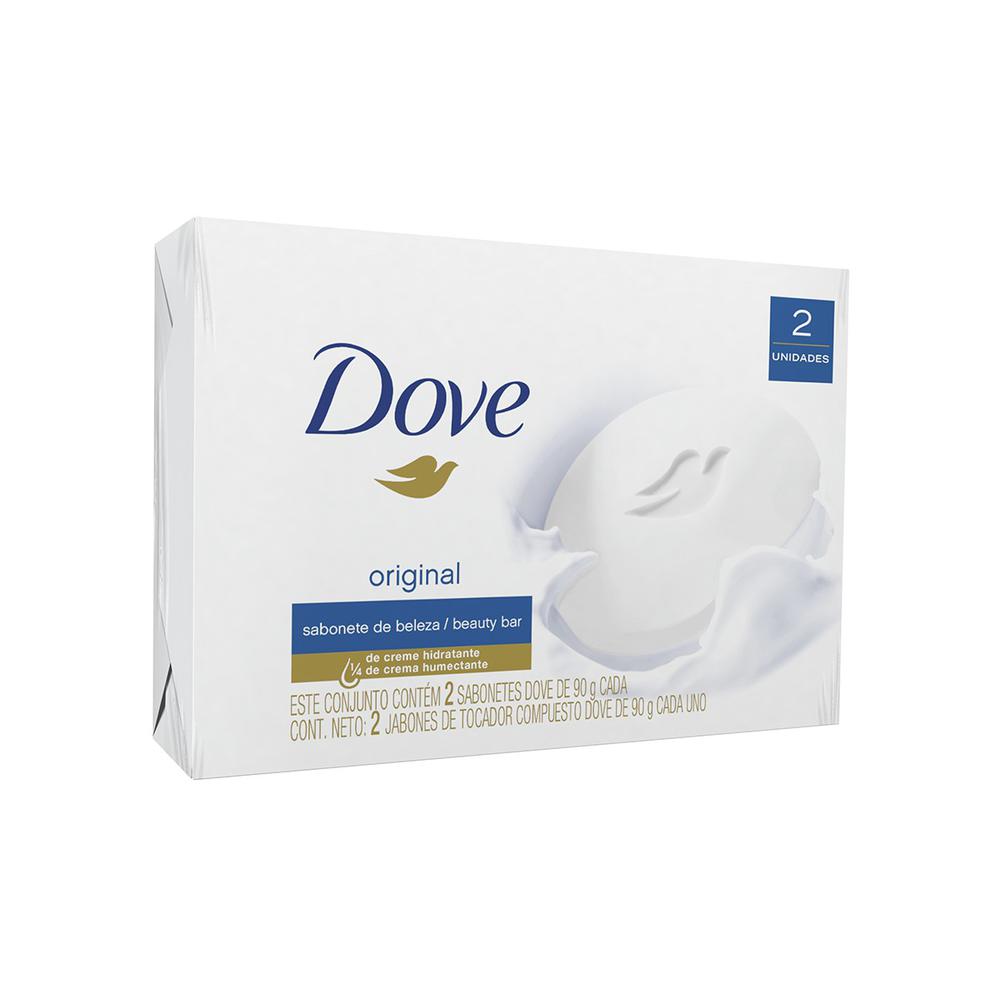 2
UNIDADES
Dove
original
sabonete de beleza / beauty bar
1/4 de creme hidratante
de crema humectante
ESTE CONJUNTO CONTÉM 2 SABONETES DOVE DE 90 g CADA
CONT. NETO: 2 JABONES DE TOCADOR COMPUESTO DOVE DE 90 g CADA UNO